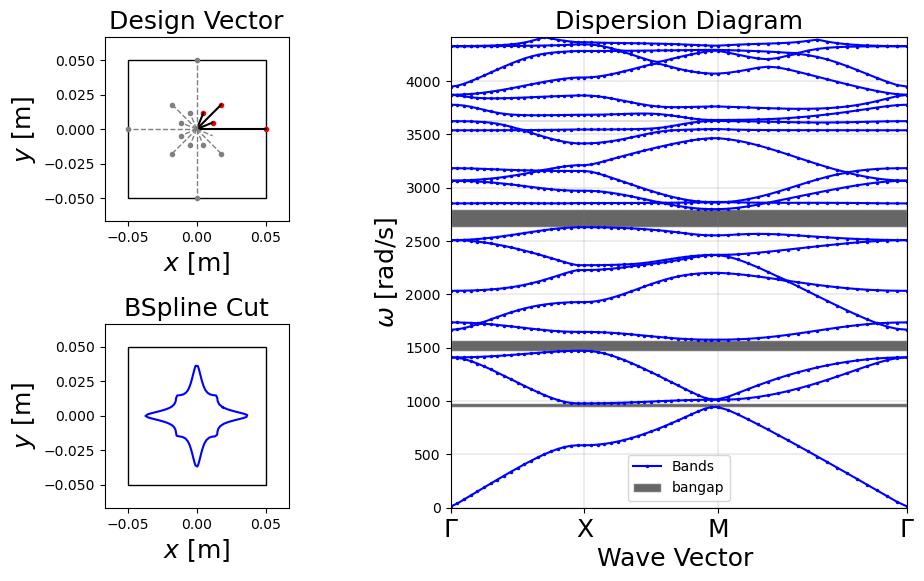 Design Vector
0.050
0.025
0.000
−0.025
−0.050
y [m]
−0.05
0.00
0.05
x [m]
BSpline Cut
0.050
0.025
0.000
−0.025
−0.050
y [m]
−0.05
0.00
0.05
x [m]
Dispersion Diagram
4000
3500
3000
2500
2000
1500
1000
500
0
ω [rad/s]
Bands
bangap
Γ
X
M
Γ
Wave Vector